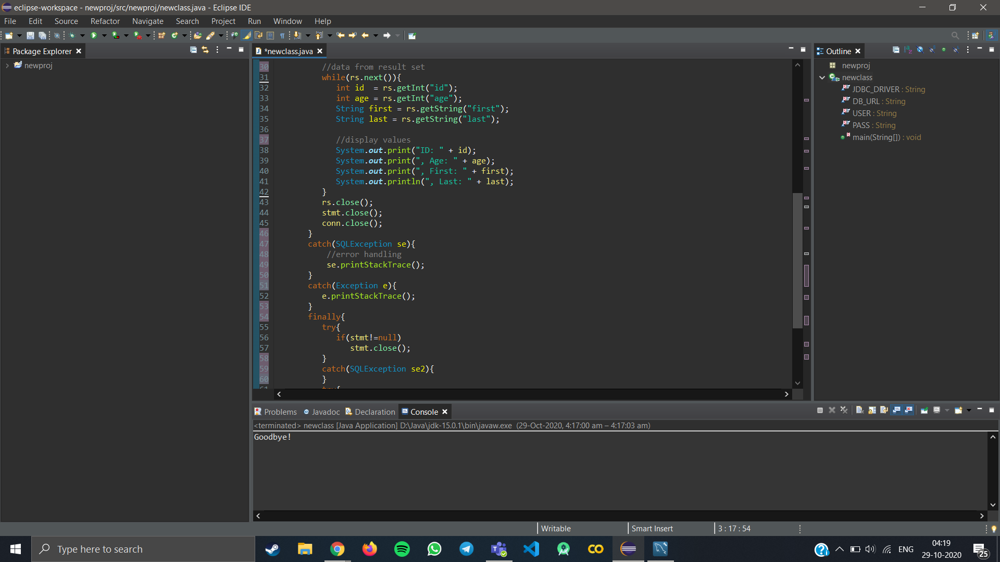 eclipse-workspace - newproj/src/newproj/newclass.java - Eclipse IDE
File Edit Source Refactor Navigate Search Project Run Window Help
Package Explorer
newproj
*newclass.java
30 //data from result set
31 while(rs.next()){
32 int id  = rs.getInt("id");
33 int age = rs.getInt("age");
34 String first = rs.getString("first");
35 String last = rs.getString("last");
36
37 //display values
38 System.out.print("ID: " + id);
39 System.out.print(", Age: " + age);
40 System.out.print(", First: " + first);
41 System.out.println(", Last: " + last);
42 }
43 rs.close();
44 stmt.close();
45 conn.close();
46 }
47 catch(SQLException se){
48 //error handling
49 se.printStackTrace();
50 }
51 catch(Exception e){
52 e.printStackTrace();
53 }
54 finally{
55 try{
56 if(stmt!=null)
57 stmt.close();
58 }
59 catch(SQLException se2){
60 }
61 try{
Outline
newproj
newclass
JDBC_DRIVER : String
DB_URL : String
USER : String
PASS : String
main(String[]) : void
Problems Javadoc Declaration Console
<terminated> newclass [Java Application] D:\Java\jdk-15.0.1\bin\javaw.exe (29-Oct-2020, 4:17:00 am – 4:17:03 am)
Goodbye!
Writable Smart Insert 3 : 17 : 54
Type here to search
ENG
04:19
29-10-2020
25